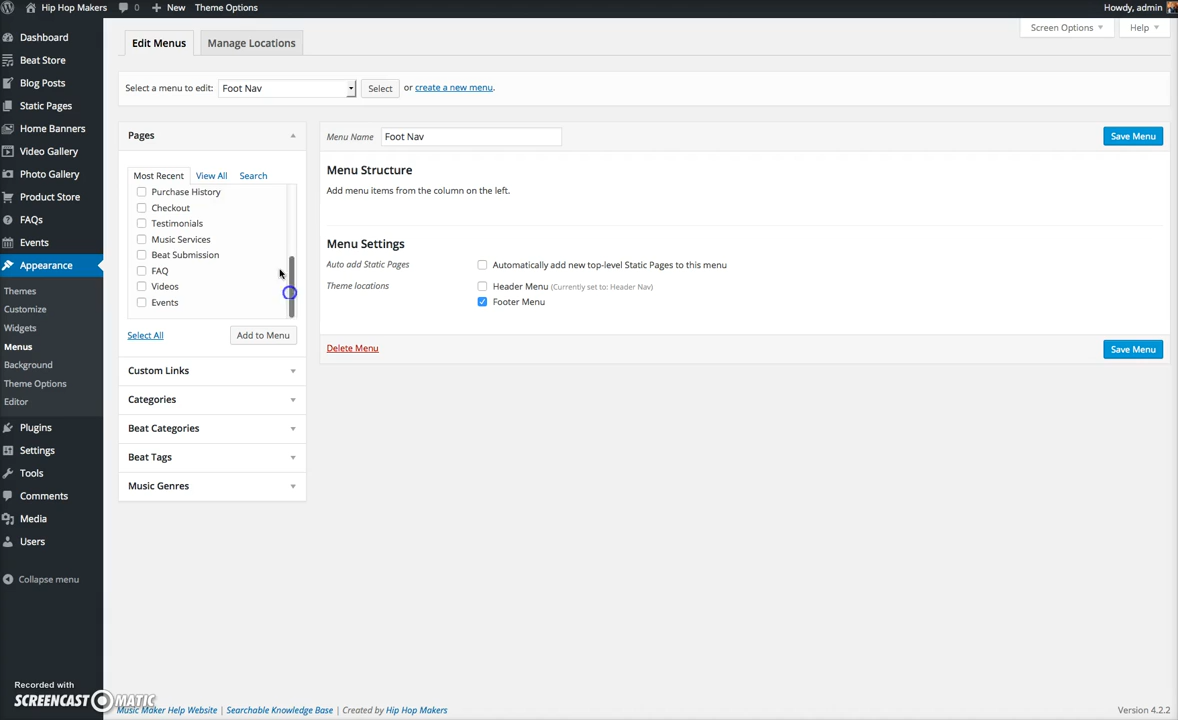 Hip Hop Makers 0 New Theme Options Howdy, admin
Screen Options Help
Dashboard
Beat Store
Blog Posts
Static Pages
Home Banners
Video Gallery
Photo Gallery
Product Store
FAQs
Events
Appearance
Themes
Customize
Widgets
Menus
Background
Theme Options
Editor
Plugins
Settings
Tools
Comments
Media
Users
Collapse menu
Edit Menus Manage Locations
Select a menu to edit: Foot Nav Select or create a new menu.
Pages
Most Recent View All Search
Purchase History
Checkout
Testimonials
Music Services
Beat Submission
FAQ
Videos
Events
Select All Add to Menu
Custom Links
Categories
Beat Categories
Beat Tags
Music Genres
Menu Name Foot Nav Save Menu
Menu Structure
Add menu items from the column on the left.
Menu Settings
Auto add Static Pages Automatically add new top-level Static Pages to this menu
Theme locations Header Menu (Currently set to: Header Nav)
Footer Menu
Delete Menu Save Menu
Recorded with
SCREENCAST MATIC
Music Maker Help Website | Searchable Knowledge Base | Created by Hip Hop Makers Version 4.2.2